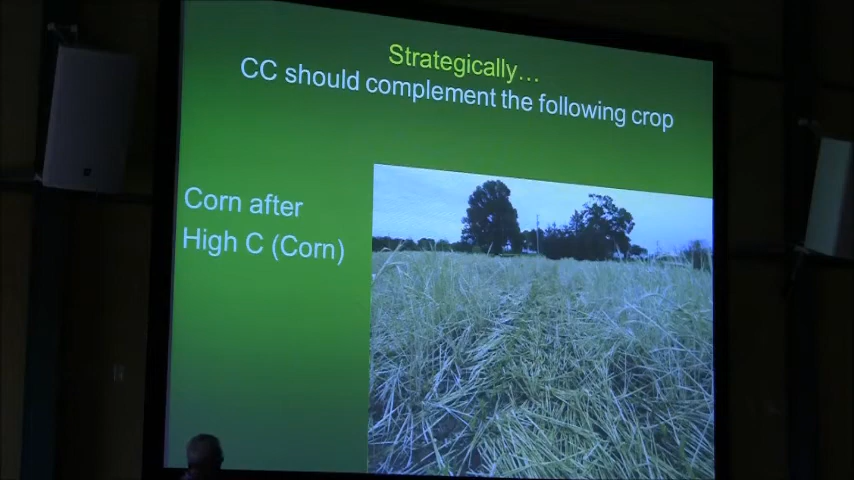 Strategically…
CC should complement the following crop
Corn after
High C (Corn)